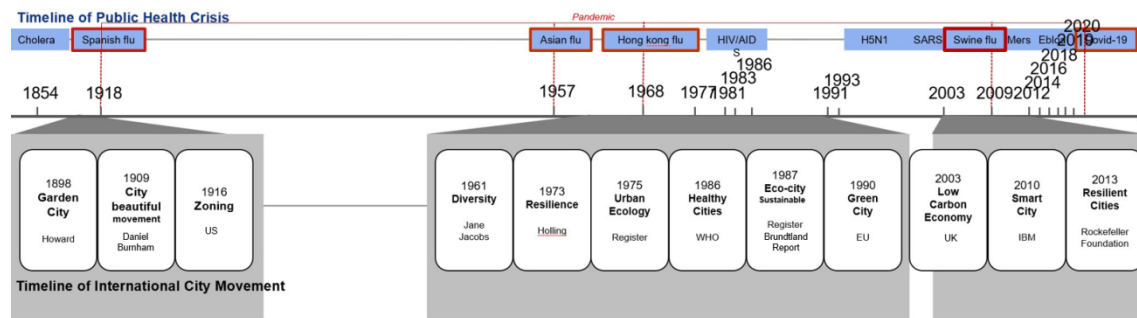 Timeline of Public Health Crisis
Pandemic
Cholera
Spanish flu
Asian flu
Hong kong flu
HIV/AID
S
H5N1
SARS
Swine flu
Mers
Ebloa
Covid-19
1854
1918
1957
1968
1977
1981
1983
1986
1991
1993
2003
2009
2012
2014
2016
2018
2019
2020
1898
Garden
City
Howard
1909
City
beautiful
movement
Daniel
Burnham
1916
Zoning
US
1961
Diversity
Jane
Jacobs
1973
Resilience
Holling
1975
Urban
Ecology
Register
1986
Healthy
Cities
WHO
1987
Eco-city
Sustainable
Register
Brundtland
Report
1990
Green
City
EU
2003
Low
Carbon
Economy
UK
2010
Smart
City
IBM
2013
Resilient
Cities
Rockefeller
Foundation
Timeline of International City Movement